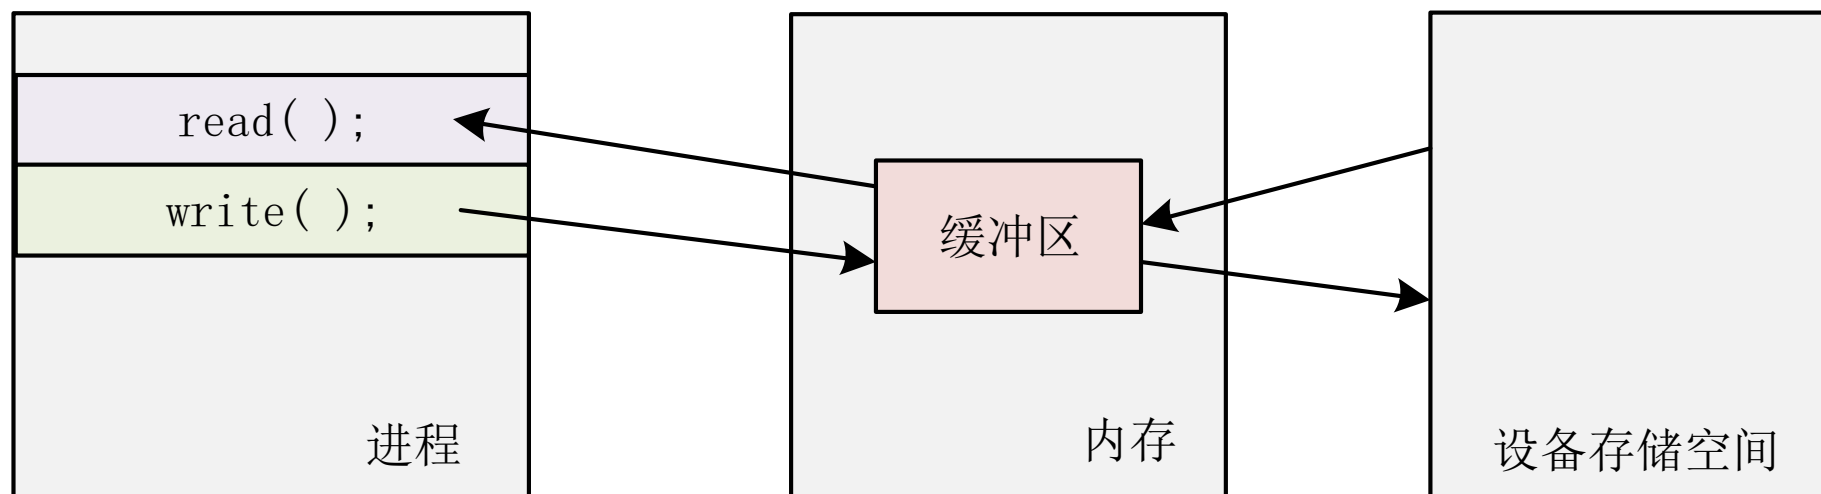 read( );
write( );
缓冲区
进程
内存
设备存储空间